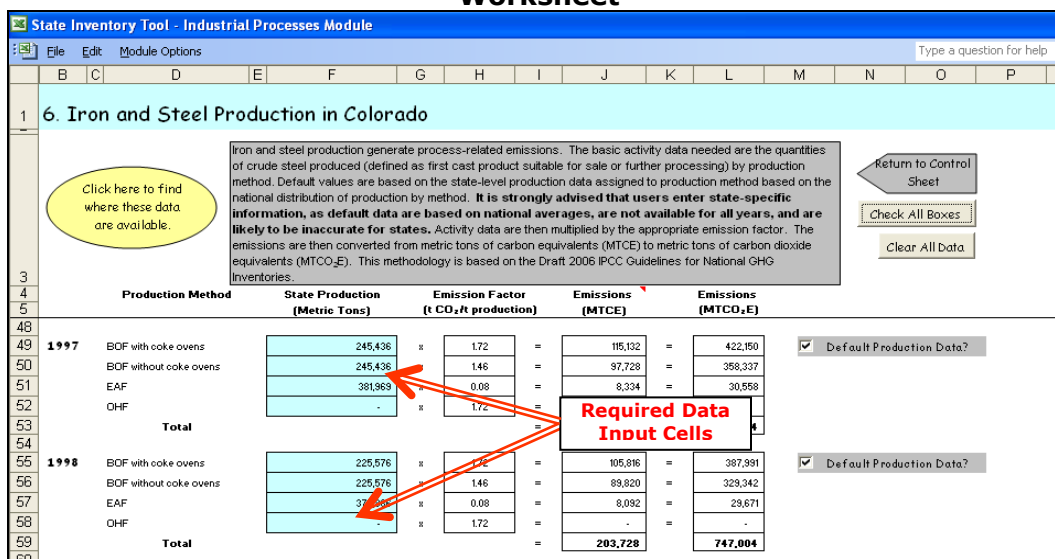 Worksheet
State Inventory Tool - Industrial Processes Module
File Edit Module Options Type a question for help
B C D E F G H I J K L M N O P
1 6. Iron and Steel Production in Colorado
Click here to find
where these data
are available.
Iron and steel production generate process-related emissions. The basic activity data needed are the quantities
of crude steel produced (defined as first cast product suitable for sale or further processing) by production
method. Default values are based on the state-level production data assigned to production method based on the
national distribution of production by method. It is strongly advised that users enter state-specific
information, as default data are based on national averages, are not available for all years, and are
likely to be inaccurate for states. Activity data are then multiplied by the appropriate emission factor. The
emissions are then converted from metric tons of carbon equivalents (MTCE) to metric tons of carbon dioxide
equivalents (MTCO₂E). This methodology is based on the Draft 2006 IPCC Guidelines for National GHG
Inventories.
Return to Control
Sheet
Check All Boxes
Clear All Data
3
4 Production Method State Production Emission Factor Emissions Emissions
5 (Metric Tons) (t CO₂/t production) (MTCE) (MTCO₂E)
48
49 1997 BOF with coke ovens 245,436 x 1.72 = 115,132 = 422,150 Default Production Data?
50 BOF without coke ovens 245,436 1.46 = 97,728 = 358,337
51 EAF 381,969 x 0.08 = 8,334 = 30,558
52 OHF - x 1.72 =
53 Total = 4
Required Data
Input Cells
54
55 1998 BOF with coke ovens 225,576 x 1.72 = 105,816 = 387,991 Default Production Data?
56 BOF without coke ovens 225,576 x 1.46 = 89,820 = 329,342
57 EAF x 0.08 = 8,092 = 29,671
58 OHF - x 1.72 = - = -
59 Total = 203,728 747,004